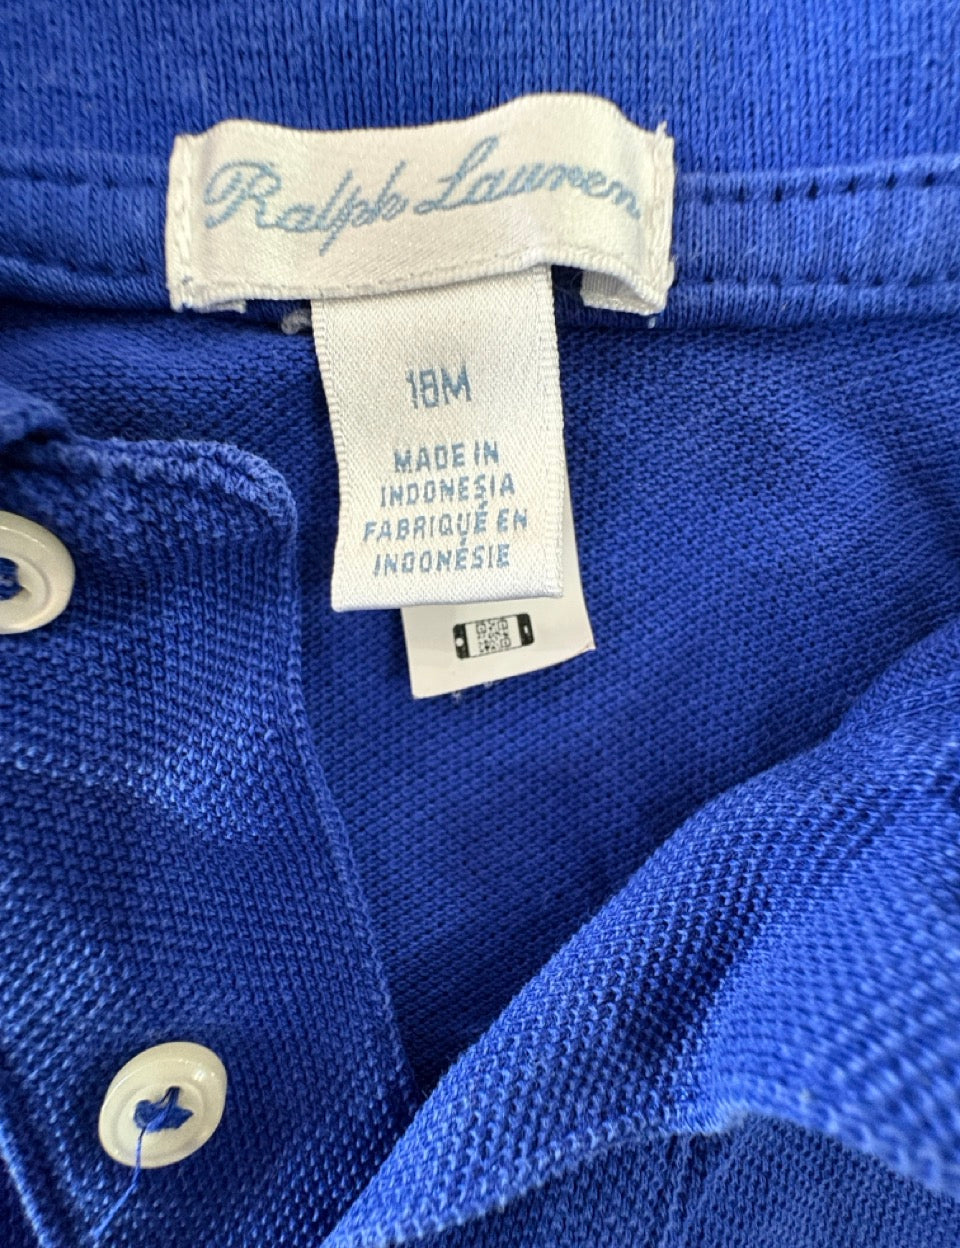 Ralph Lauren
18M
MADE IN
INDONESIA
FABRIQUÉ EN
INDONÉSIE